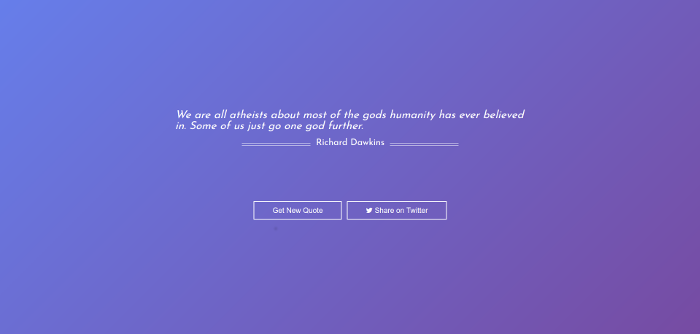 We are all atheists about most of the gods humanity has ever believed
in. Some of us just go one god further.
Richard Dawkins
Get New Quote
Share on Twitter